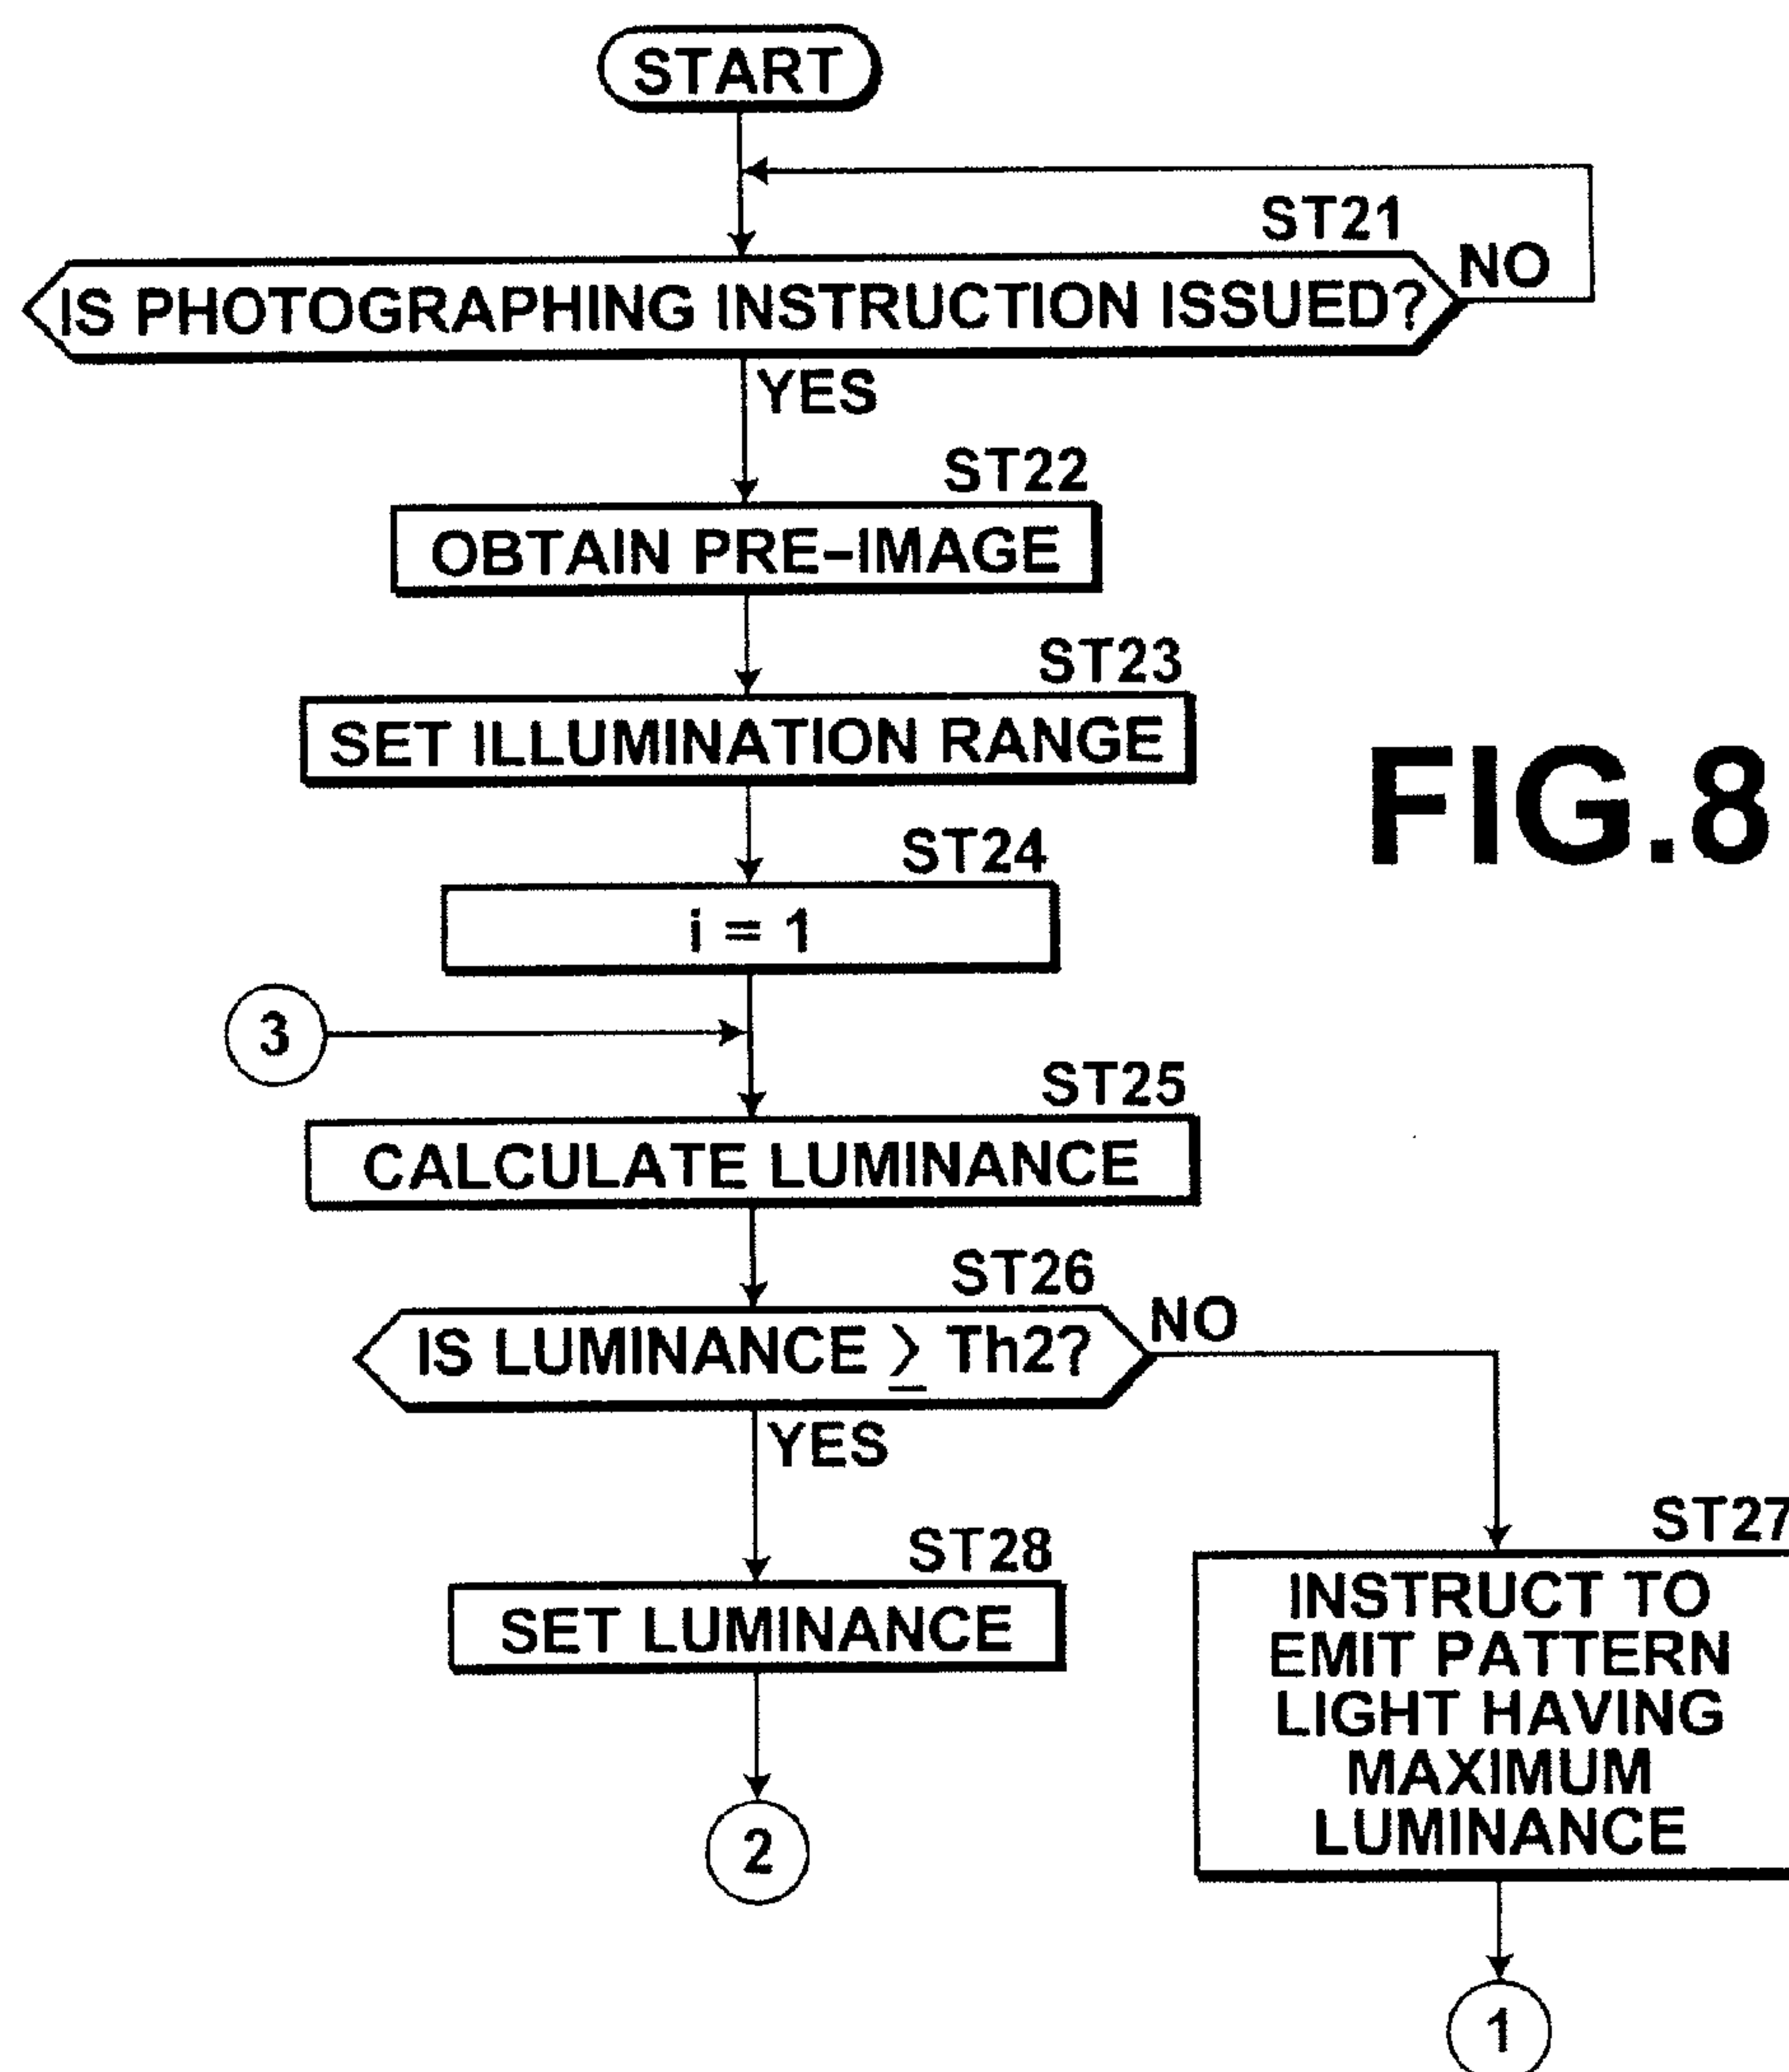 START
ST21
IS PHOTOGRAPHING INSTRUCTION ISSUED?
NO
YES
ST22
OBTAIN PRE-IMAGE
ST23
SET ILLUMINATION RANGE
FIG.8
ST24
i = 1
3
ST25
CALCULATE LUMINANCE
ST26
IS LUMINANCE ≥ Th2?
NO
YES
ST28
SET LUMINANCE
2
ST27
INSTRUCT TO
EMIT PATTERN
LIGHT HAVING
MAXIMUM
LUMINANCE
1